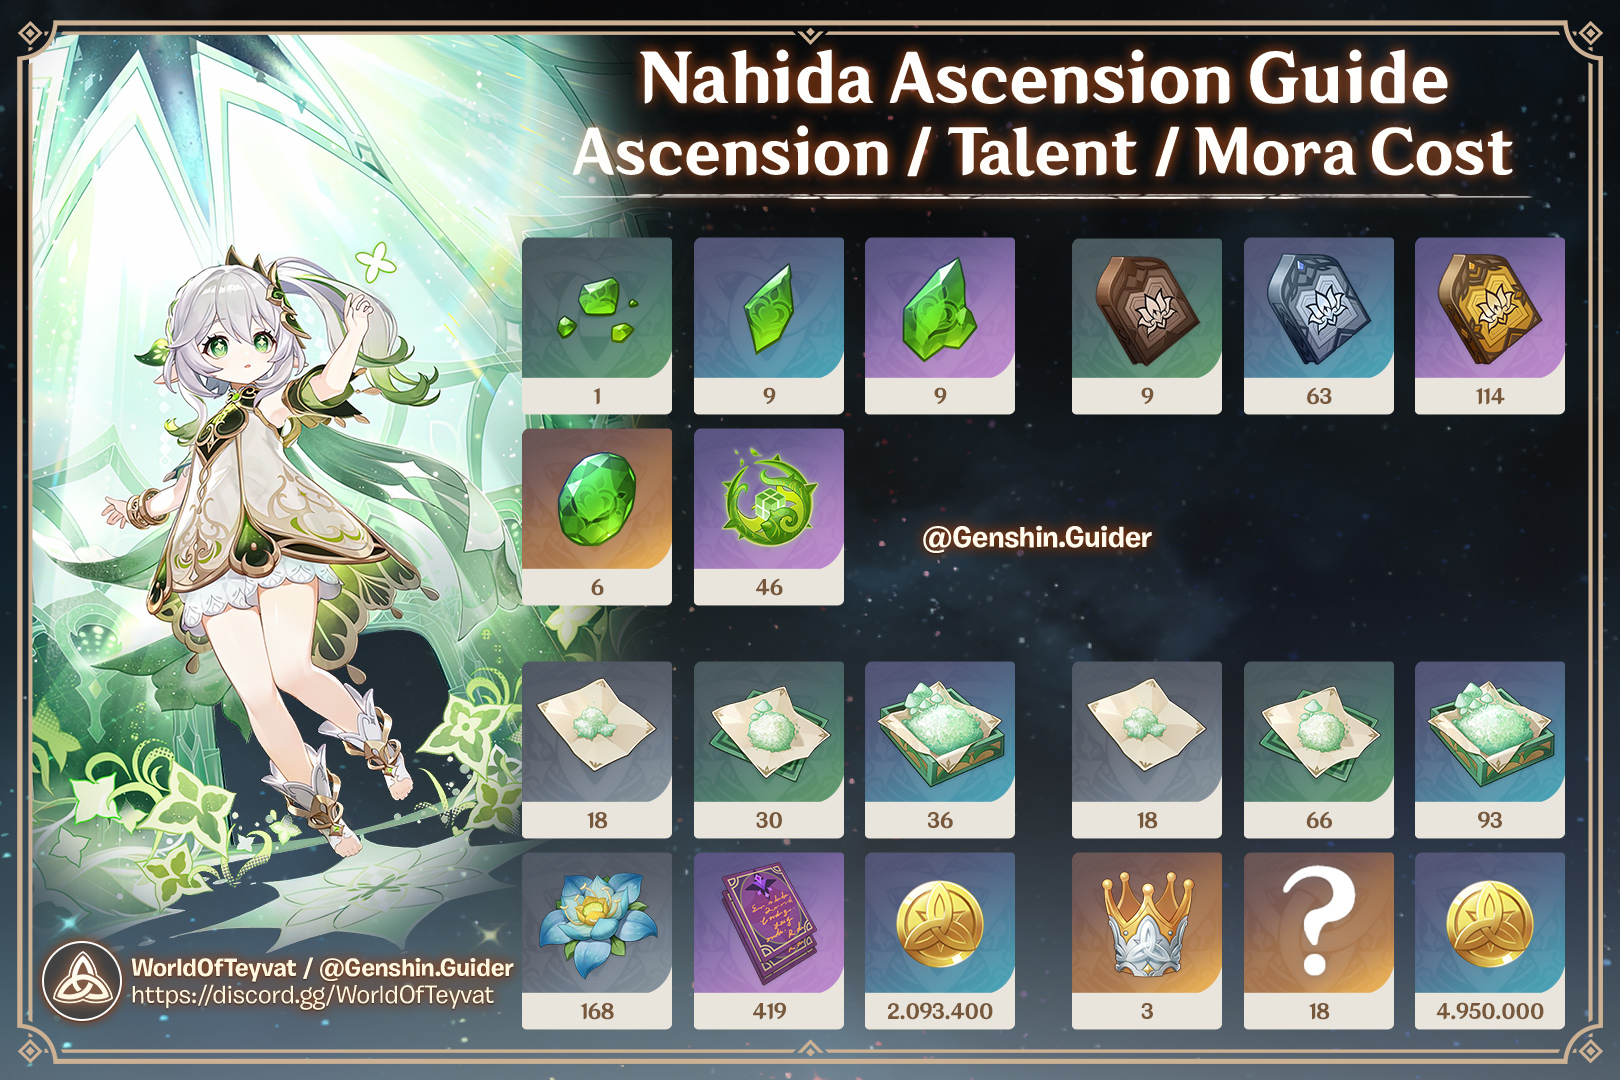 Nahida Ascension Guide
Ascension / Talent / Mora Cost
1 9 9 9 63 114
6 46
@Genshin.Guider
18 30 36 18 66 93
?
168 419 2.093.400 3 18 4.950.000
WorldOfTeyvat / @Genshin.Guider
https://discord.gg/WorldOfTeyvat